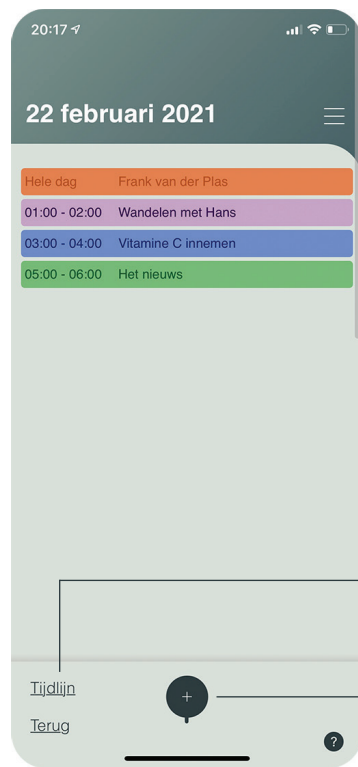 20:17
22 februari 2021
Hele dag Frank van der Plas
01:00 - 02:00 Wandelen met Hans
03:00 - 04:00 Vitamine C innemen
05:00 - 06:00 Het nieuws
Tijdlijn
+
Terug
?